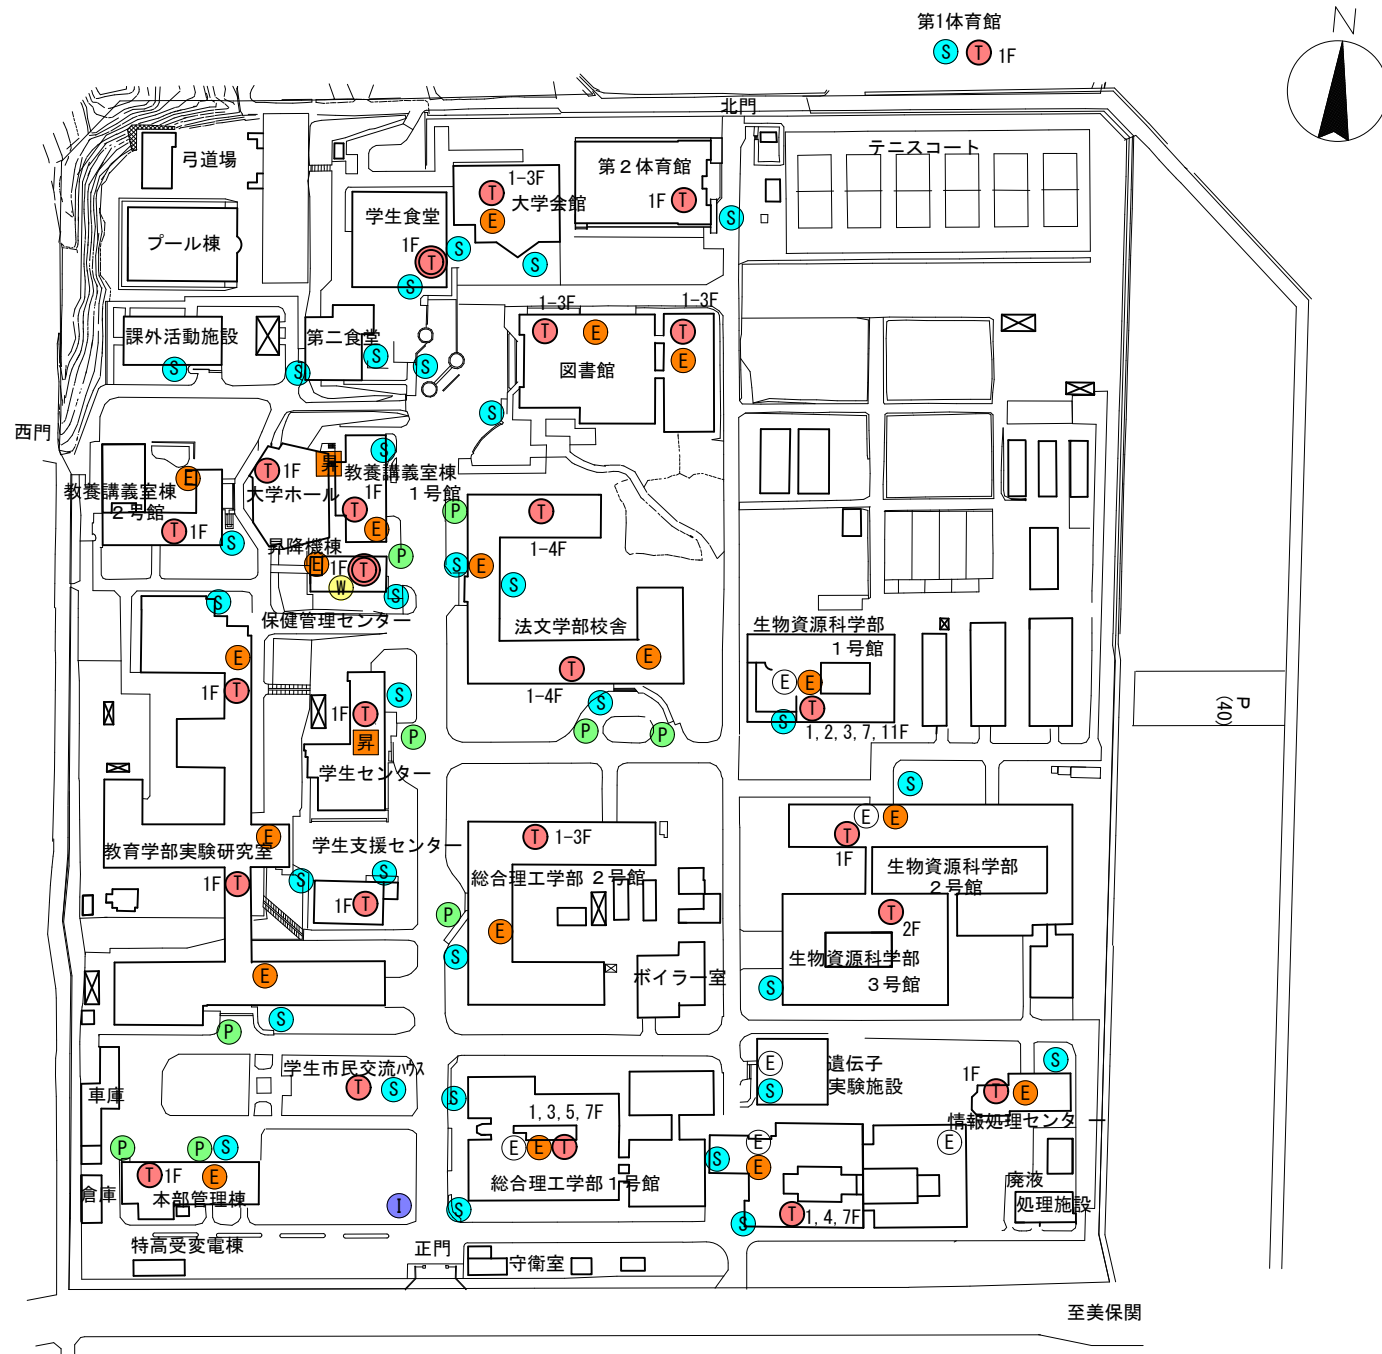 第1体育館
S T 1F
N
北門
弓道場
テニスコート
第2体育館
1F T
S
1-3F
T
大学会館
E
学生食堂
1F
T
S
S
S
プール棟
課外活動施設
S
第二食堂
S
S
S
1-3F
T E
図書館
1-3F
T
E
S
西門
教養講義室棟
2号館
E
T 1F
S
T 1F
大学ホール
昇
S
教養講義室棟
1号館
1F
T
E
昇降機棟
E
1F
T
W
P
S
保健管理センター
P
T
1-4F
S E
S
法文学部校舎
T
1-4F
E
S
P
P
生物資源科学部
1号館
E E
T
S
1,2,3,7,11F
P
(40)
S
E
1F T
1F T
S
昇
P
学生センター
E
教育学部実験研究室
1F T
学生支援センター
S
S
1F T
E
S
P
T 1-3F
総合理工学部 2号館
P
E
S
ボイラー室
S
E E
T
1F
生物資源科学部
2号館
T
2F
生物資源科学部
3号館
S
学生市民交流ハウス
T S
車庫
P
P S
T 1F
E
倉庫
本部管理棟
I
特高受変電棟
正門
守衛室
S
1,3,5,7F
E E T
総合理工学部1号館
S
E
S
遺伝子
実験施設
S
1F
T E
情報処理センター
E
E
S
E
T 1,4,7F
S
廃液
処理施設
至美保関